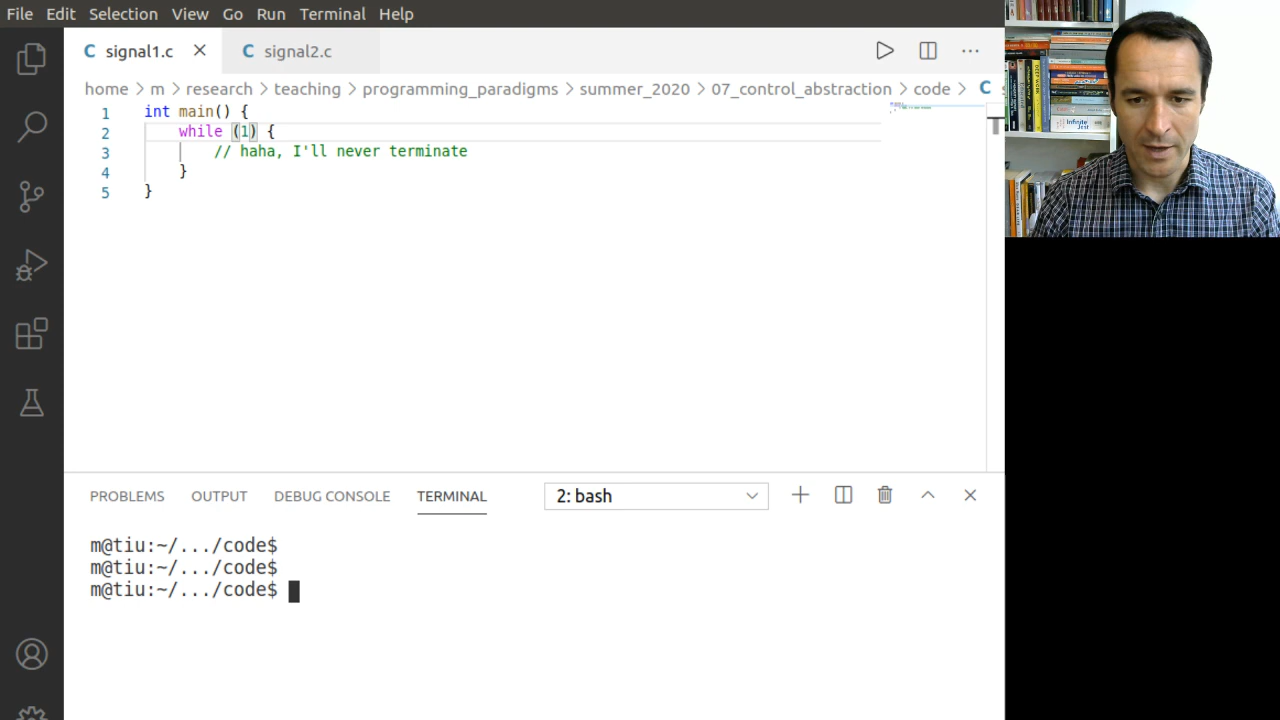 File Edit Selection View Go Run Terminal Help
C signal1.c C signal2.c
home > m > research > teaching > programming_paradigms > summer_2020 > 07_control_abstraction > code > C
1 int main() {
2 while (1) {
3 // haha, I'll never terminate
4 }
5 }
PROBLEMS OUTPUT DEBUG CONSOLE TERMINAL 2: bash
m@tiu:~/.../code$
m@tiu:~/.../code$
m@tiu:~/.../code$
Infinite
Jest